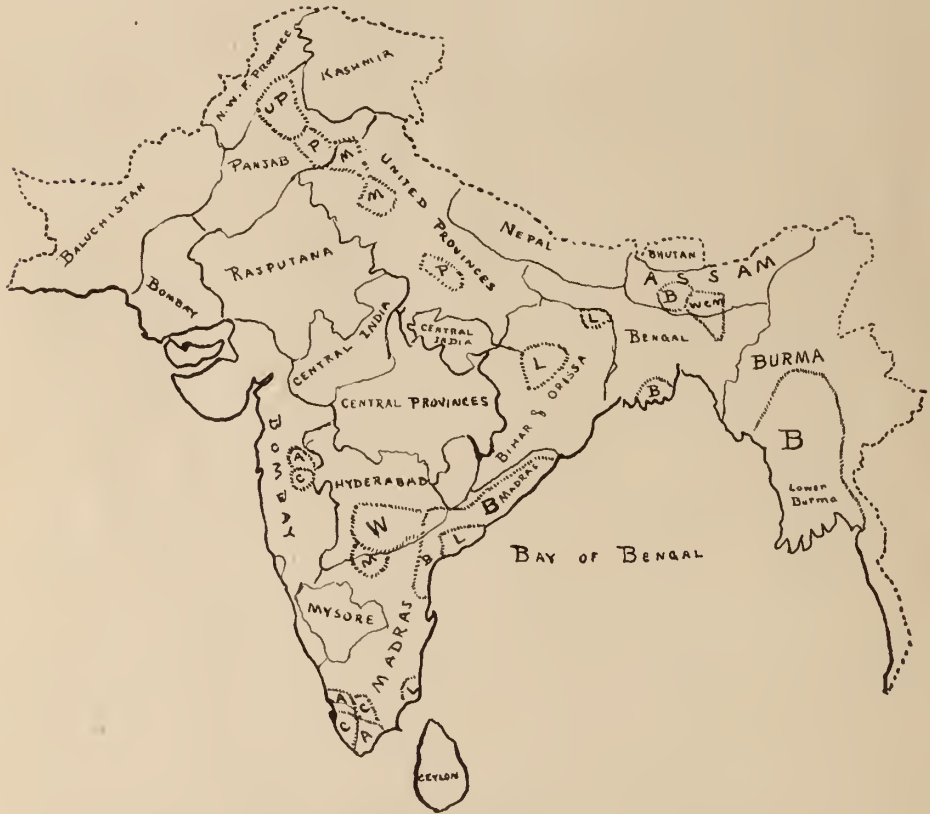 N.W.F. PROVINCE
KASHMIR
UP
P
M
PANJAB
M
UNITED PROVINCES
BALUCHISTAN
NEPAL
BHUTAN
ASSAM
RASPUTANA
BOMBAY
P
B
WCM
CENTRAL INDIA
CENTRAL INDIA
L
BENGAL
L
BURMA
CENTRAL PROVINCES
B
BIHAR & ORISSA
B
BOMBAY
A
C
HYDERABAD
B MADRAS
Lower
Burma
W
L
B
M
BAY OF BENGAL
MYSORE
MADRAS
L
A
C
C
A
CEYLON